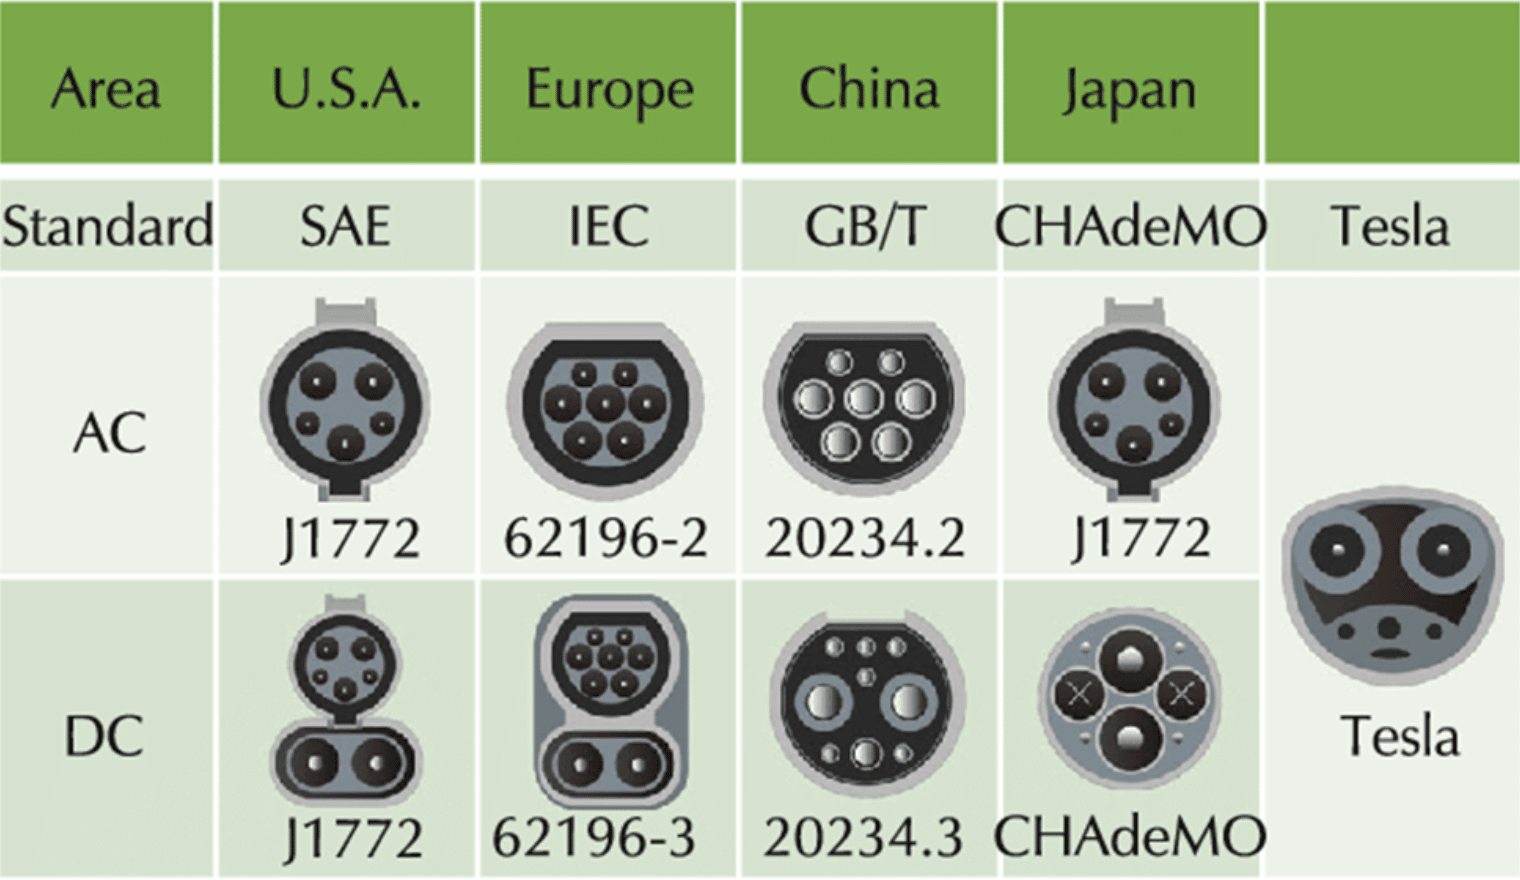 Area U.S.A. Europe China Japan
Standard SAE IEC GB/T CHAdeMO Tesla
AC
J1772 62196-2 20234.2 J1772
DC
Tesla
J1772 62196-3 20234.3 CHAdeMO